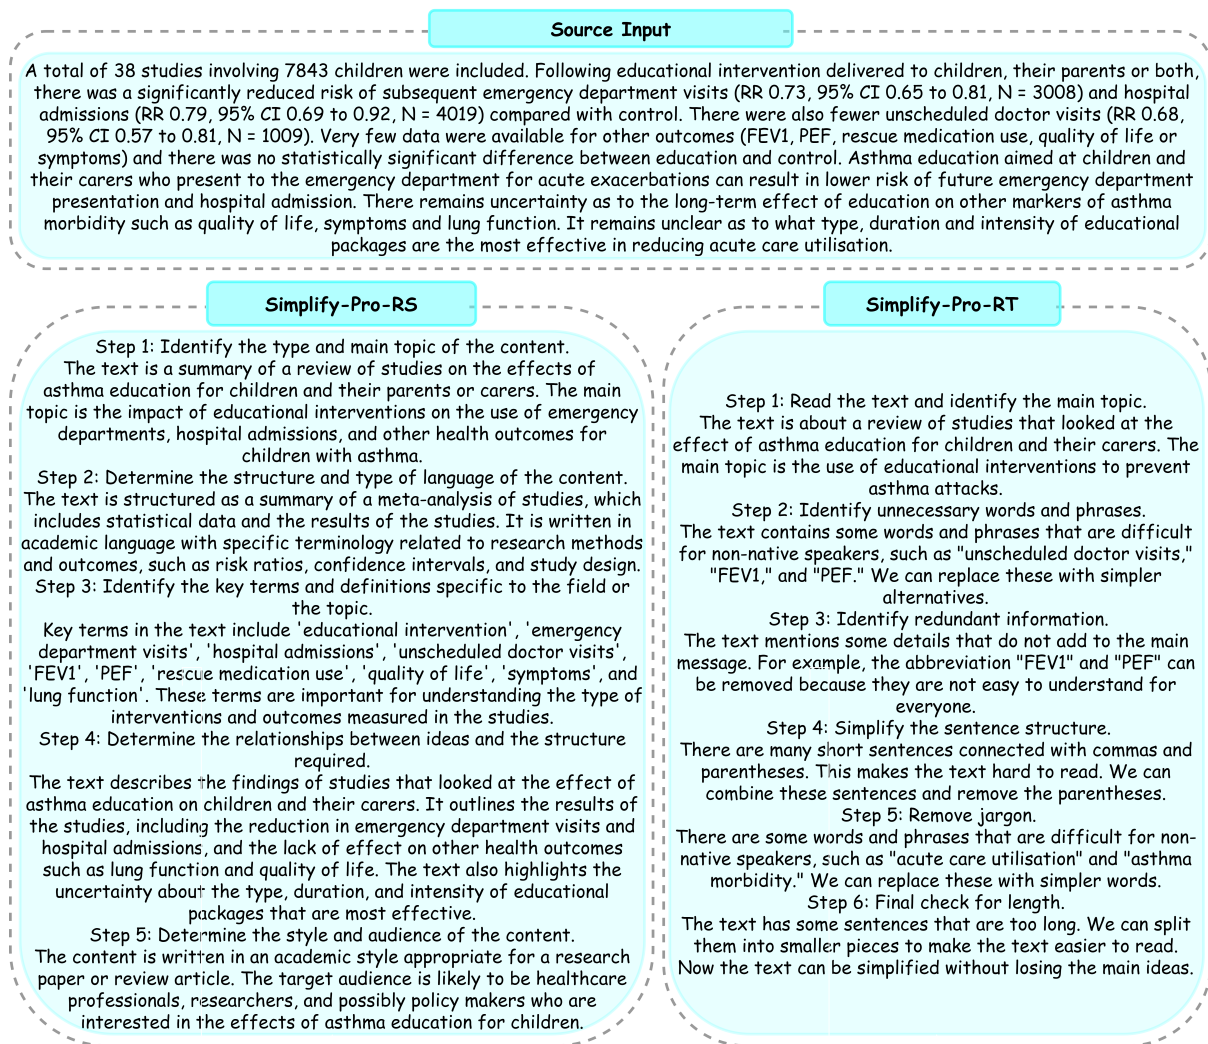 Source Input
A total of 38 studies involving 7843 children were included. Following educational intervention delivered to children, their parents or both,
there was a significantly reduced risk of subsequent emergency department visits (RR 0.73, 95% CI 0.65 to 0.81, N = 3008) and hospital
admissions (RR 0.79, 95% CI 0.69 to 0.92, N = 4019) compared with control. There were also fewer unscheduled doctor visits (RR 0.68,
95% CI 0.57 to 0.81, N = 1009). Very few data were available for other outcomes (FEV1, PEF, rescue medication use, quality of life or
symptoms) and there was no statistically significant difference between education and control. Asthma education aimed at children and
their carers who present to the emergency department for acute exacerbations can result in lower risk of future emergency department
presentation and hospital admission. There remains uncertainty as to the long-term effect of education on other markers of asthma
morbidity such as quality of life, symptoms and lung function. It remains unclear as to what type, duration and intensity of educational
packages are the most effective in reducing acute care utilisation.
Simplify-Pro-RS
Step 1: Identify the type and main topic of the content.
The text is a summary of a review of studies on the effects of
asthma education for children and their parents or carers. The main
topic is the impact of educational interventions on the use of emergency
departments, hospital admissions, and other health outcomes for
children with asthma.
Step 2: Determine the structure and type of language of the content.
The text is structured as a summary of a meta-analysis of studies, which
includes statistical data and the results of the studies. It is written in
academic language with specific terminology related to research methods
and outcomes, such as risk ratios, confidence intervals, and study design.
Step 3: Identify the key terms and definitions specific to the field or
the topic.
Key terms in the text include 'educational intervention', 'emergency
department visits', 'hospital admissions', 'unscheduled doctor visits',
'FEV1', 'PEF', 'rescue medication use', 'quality of life', 'symptoms', and
'lung function'. These terms are important for understanding the type of
interventions and outcomes measured in the studies.
Step 4: Determine the relationships between ideas and the structure
required.
The text describes the findings of studies that looked at the effect of
asthma education on children and their carers. It outlines the results of
the studies, including the reduction in emergency department visits and
hospital admissions, and the lack of effect on other health outcomes
such as lung function and quality of life. The text also highlights the
uncertainty about the type, duration, and intensity of educational
packages that are most effective.
Step 5: Determine the style and audience of the content.
The content is written in an academic style appropriate for a research
paper or review article. The target audience is likely to be healthcare
professionals, researchers, and possibly policy makers who are
interested in the effects of asthma education for children.
Simplify-Pro-RT
Step 1: Read the text and identify the main topic.
The text is about a review of studies that looked at the
effect of asthma education for children and their carers. The
main topic is the use of educational interventions to prevent
asthma attacks.
Step 2: Identify unnecessary words and phrases.
The text contains some words and phrases that are difficult
for non-native speakers, such as "unscheduled doctor visits,"
"FEV1," and "PEF." We can replace these with simpler
alternatives.
Step 3: Identify redundant information.
The text mentions some details that do not add to the main
message. For example, the abbreviation "FEV1" and "PEF" can
be removed because they are not easy to understand for
everyone.
Step 4: Simplify the sentence structure.
There are many short sentences connected with commas and
parentheses. This makes the text hard to read. We can
combine these sentences and remove the parentheses.
Step 5: Remove jargon.
There are some words and phrases that are difficult for non-
native speakers, such as "acute care utilisation" and "asthma
morbidity." We can replace these with simpler words.
Step 6: Final check for length.
The text has some sentences that are too long. We can split
them into smaller pieces to make the text easier to read.
Now the text can be simplified without losing the main ideas.